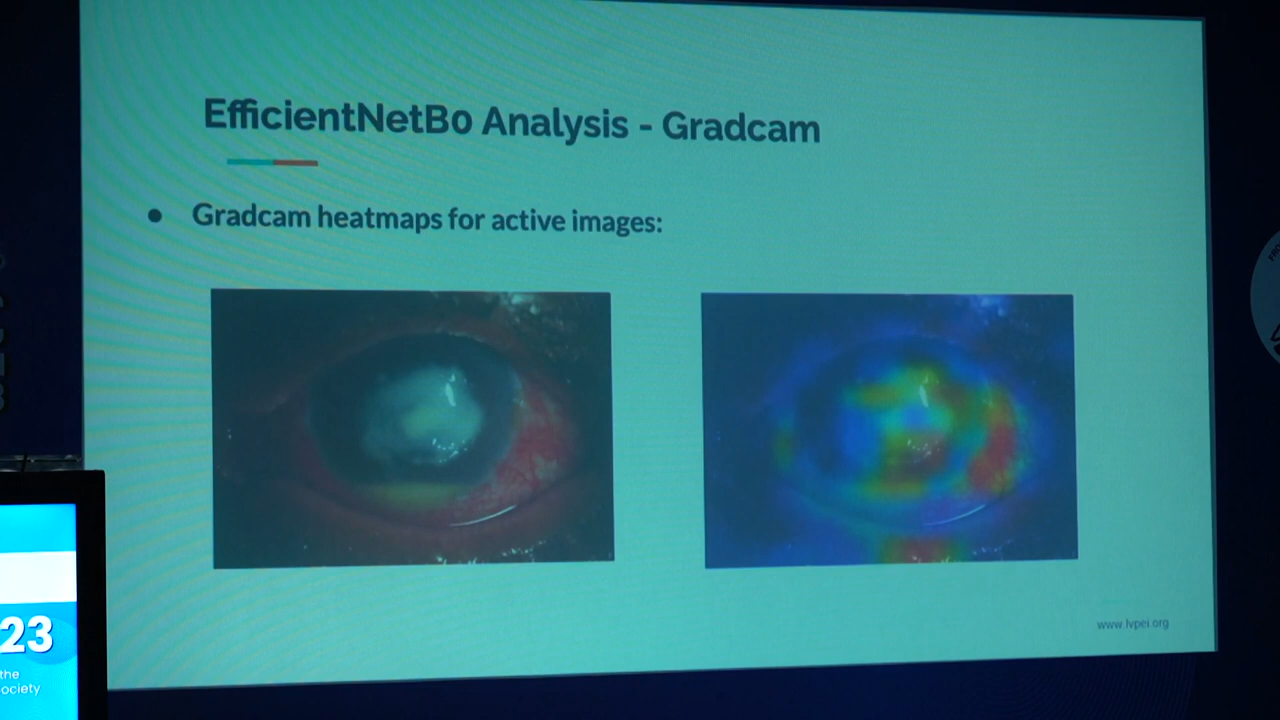 EfficientNetB0 Analysis - Gradcam
● Gradcam heatmaps for active images:
www.lvpei.org
23
the
ociety